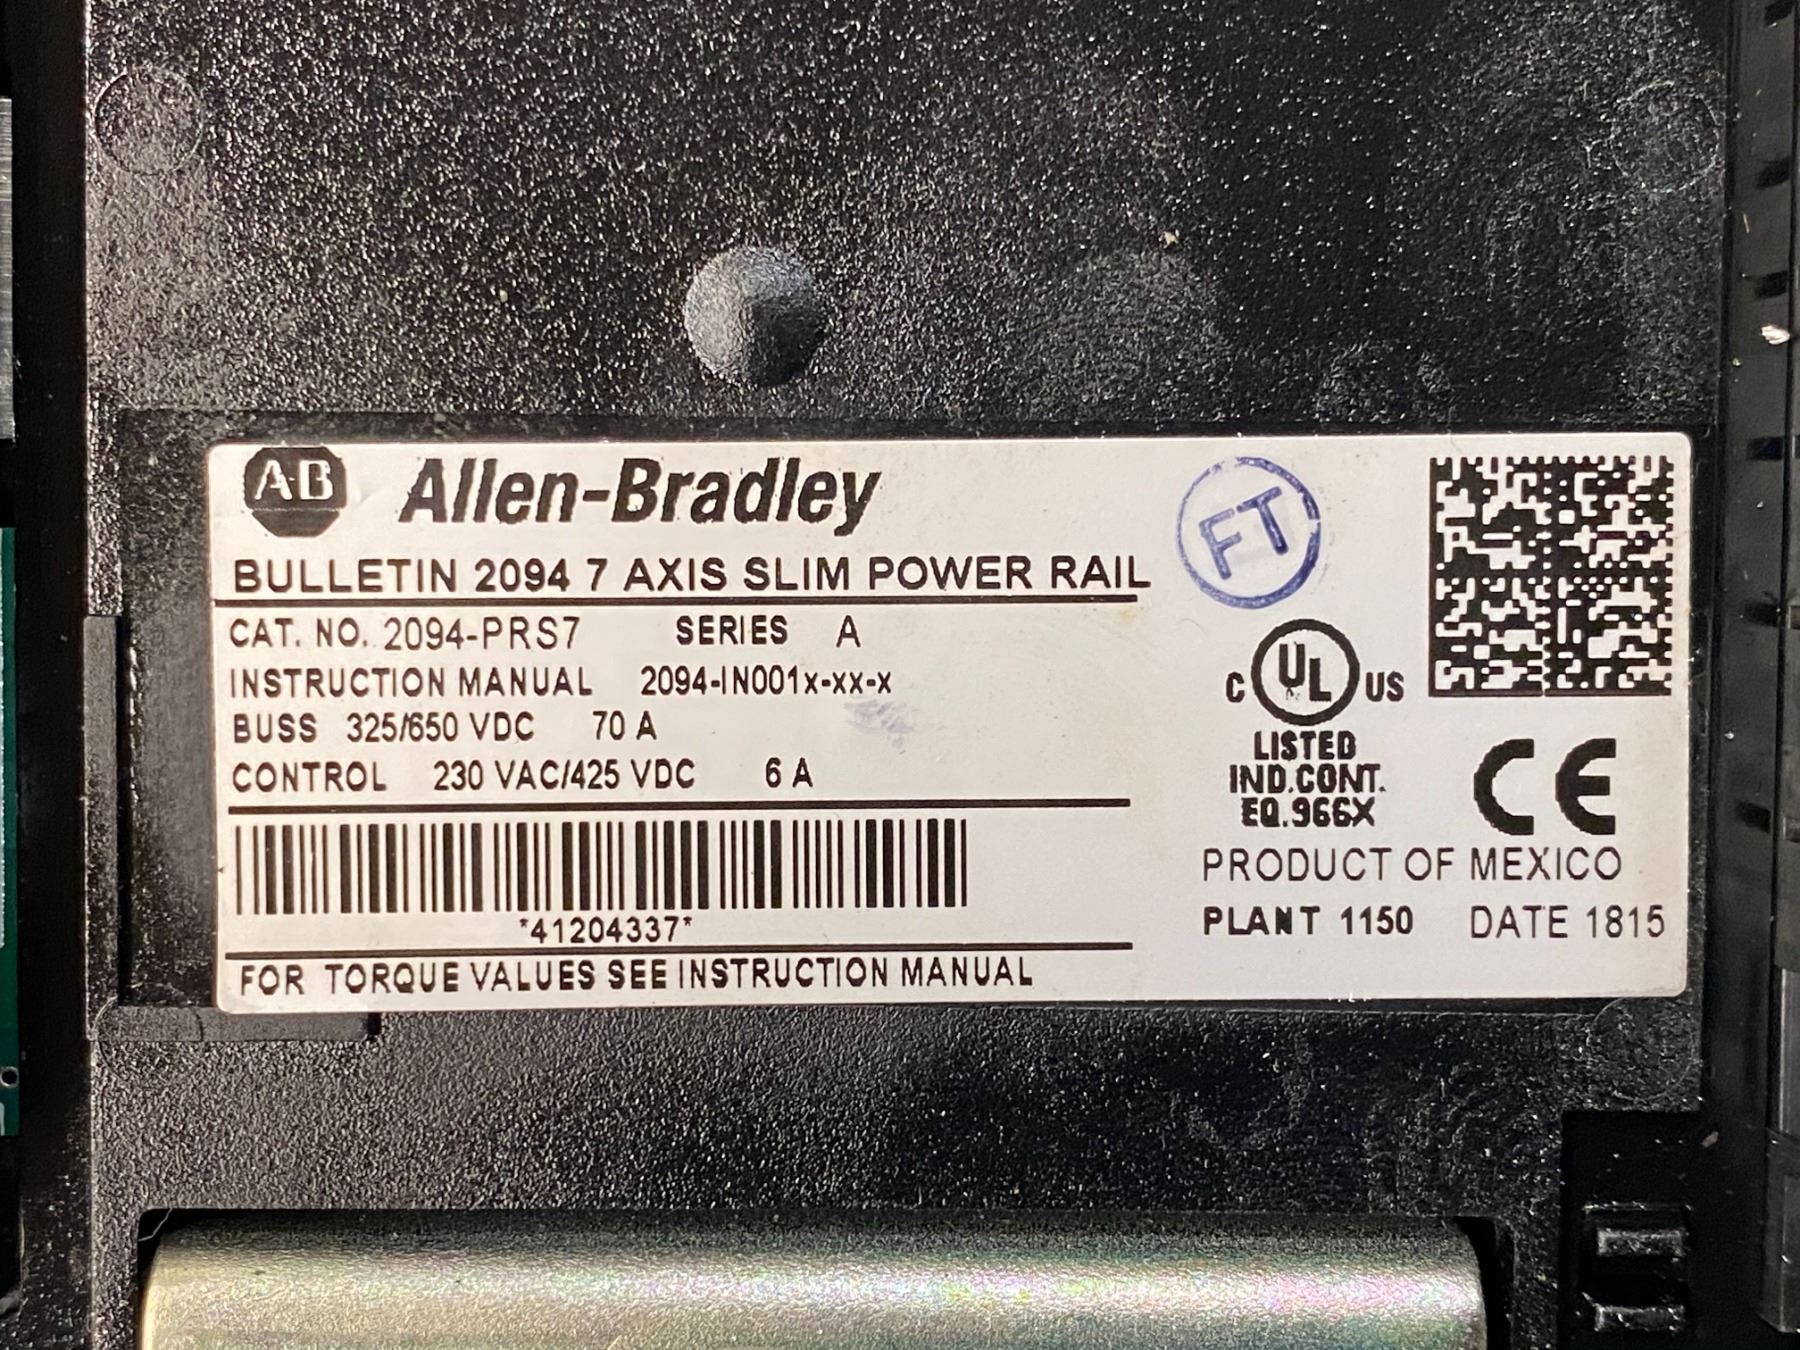 A-B Allen-Bradley
FT
BULLETIN 2094 7 AXIS SLIM POWER RAIL
CAT. NO. 2094-PRS7 SERIES A
INSTRUCTION MANUAL 2094-IN001x-xx-x
BUSS 325/650 VDC 70 A
CONTROL 230 VAC/425 VDC 6 A
*41204337*
FOR TORQUE VALUES SEE INSTRUCTION MANUAL
C UL US
LISTED
IND.CONT.
EQ.966X
CE
PRODUCT OF MEXICO
PLANT 1150 DATE 1815